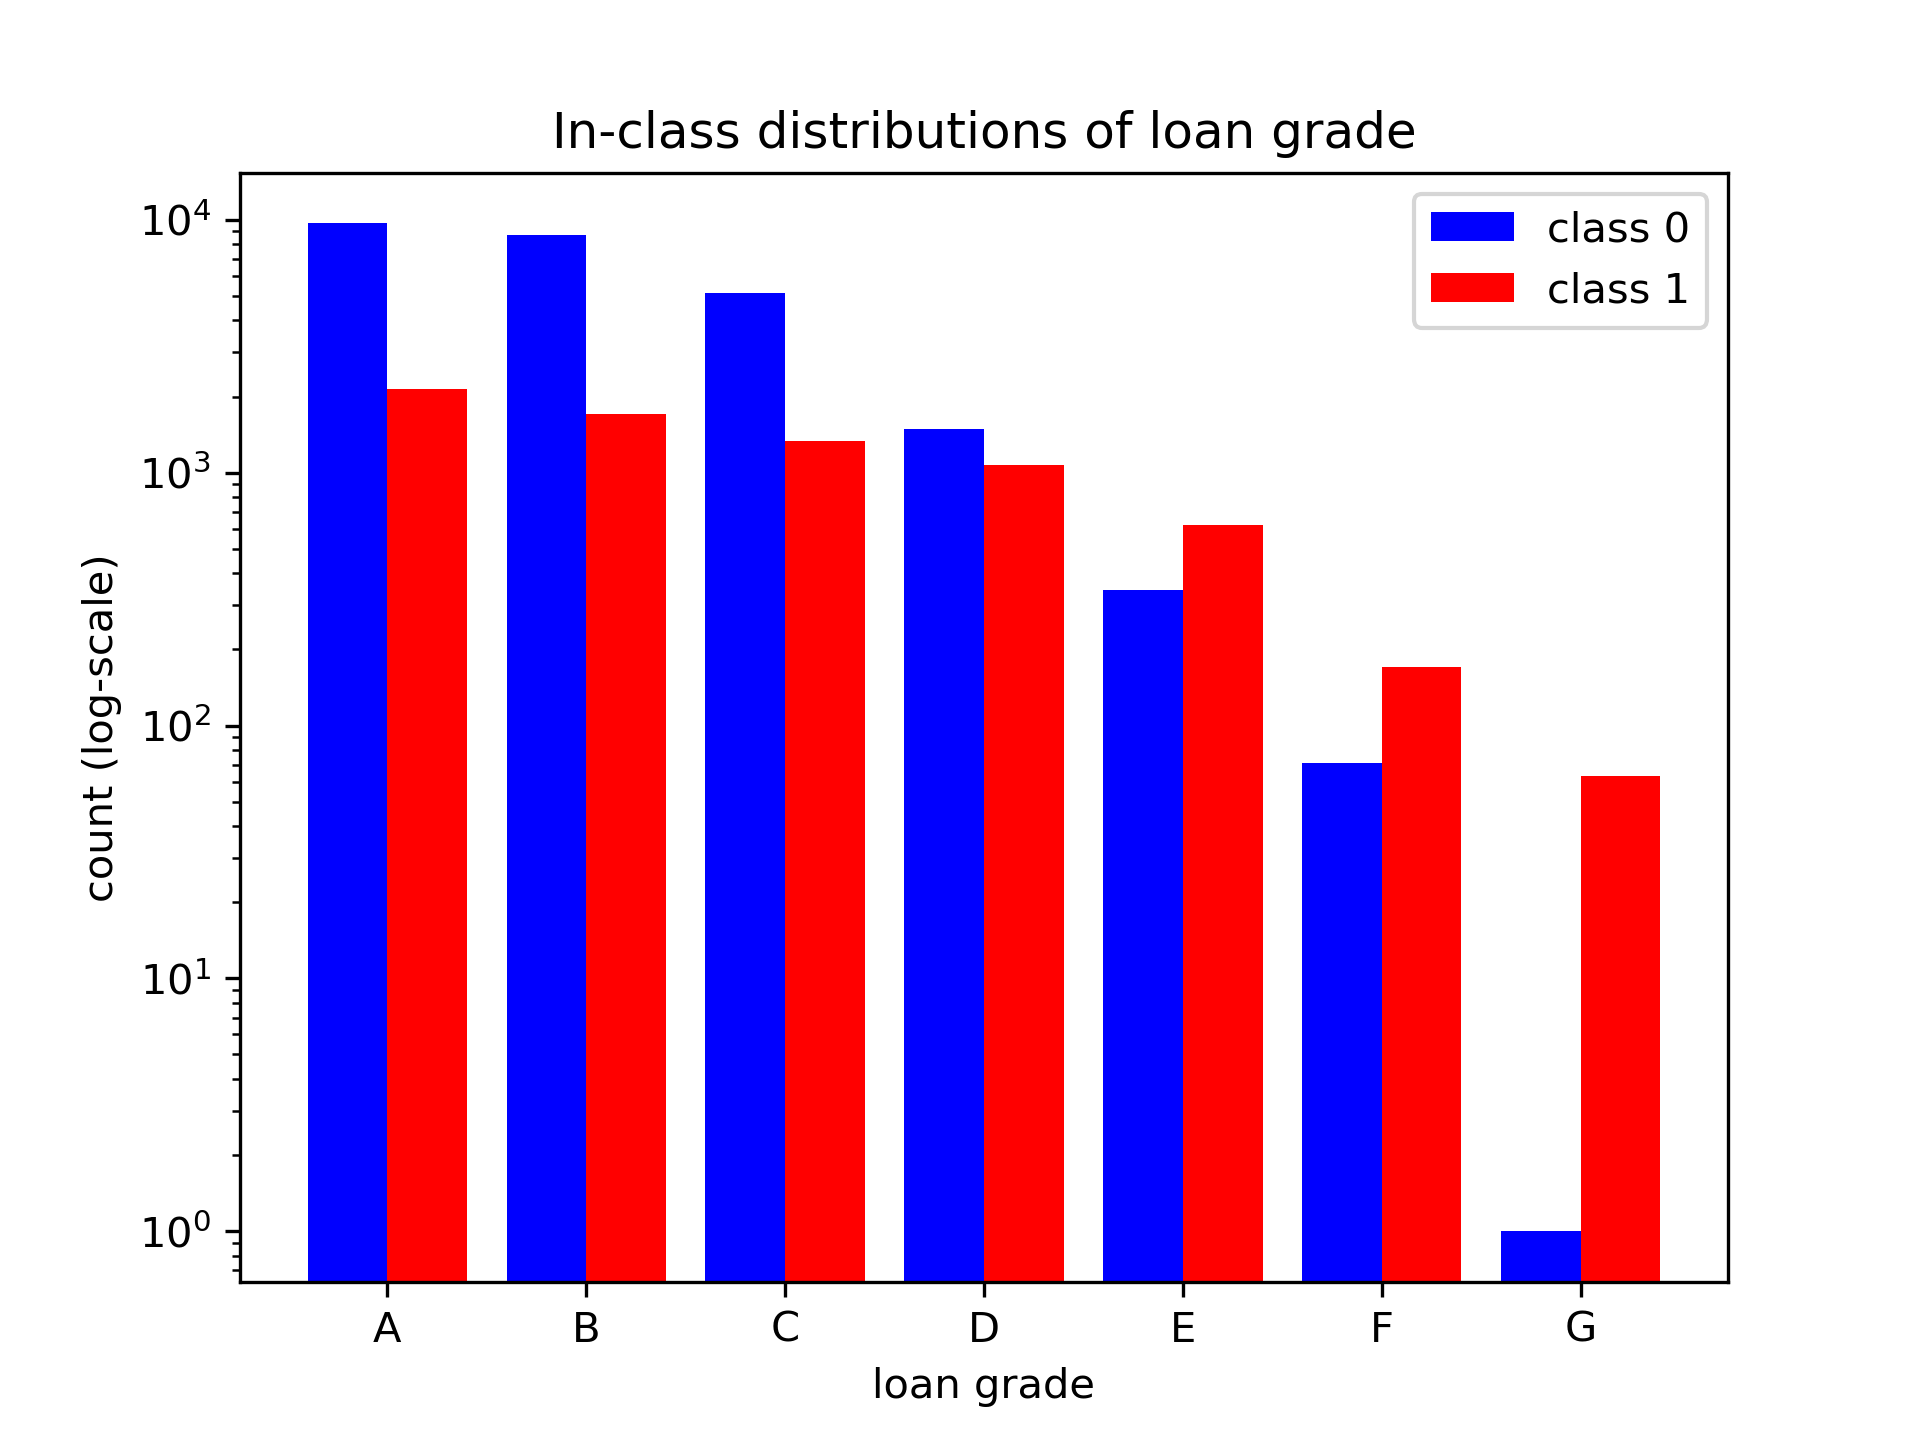 In-class distributions of loan grade
class 0
class 1
count (log-scale)
10⁴
10³
10²
10¹
10⁰
A B C D E F G
loan grade